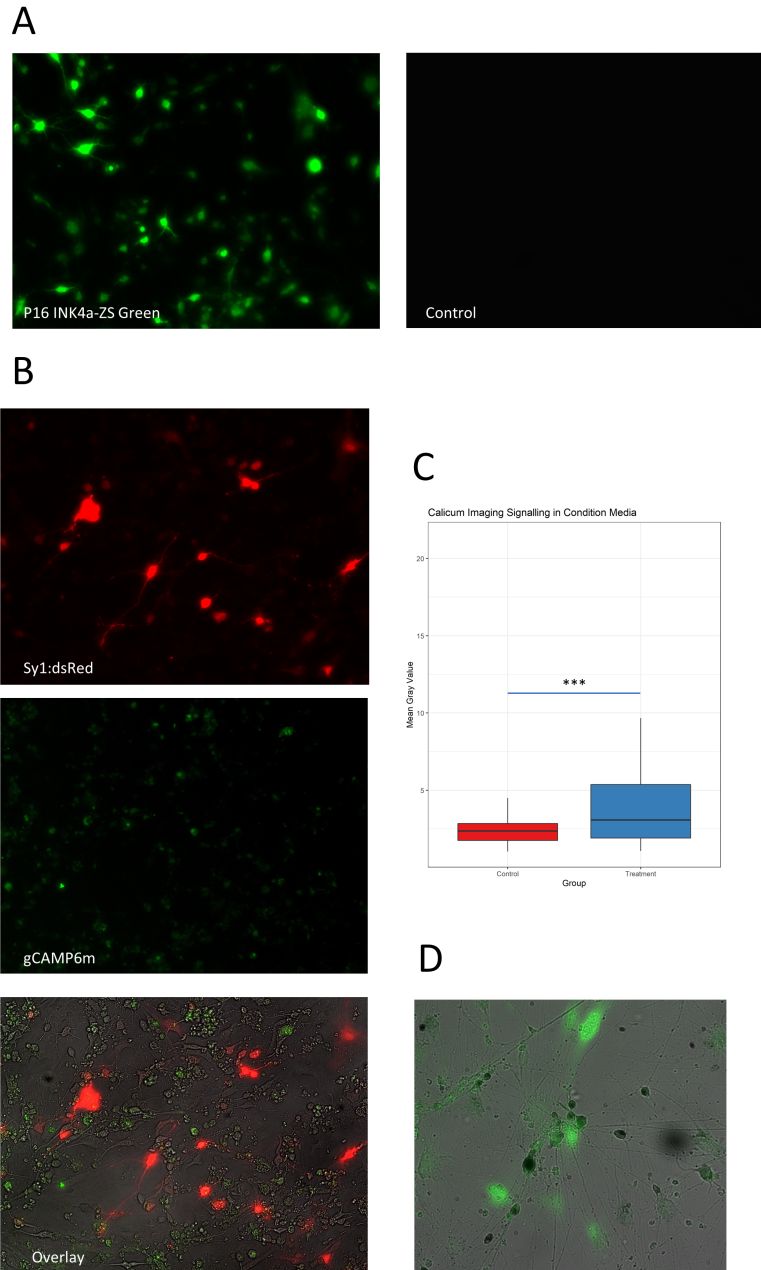 A
P16 INK4a-ZS Green
Control
B
Sy1:dsRed
gCAMP6m
Overlay
C
Calicum Imaging Signalling in Condition Media
20
15
10
5
Mean Gray Value
***
Control
Treatment
Group
D